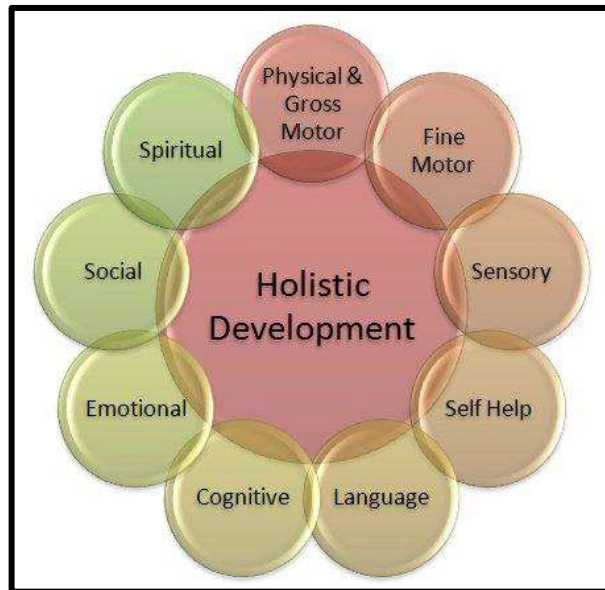 Physical &
Gross
Motor
Fine
Motor
Sensory
Self Help
Language
Cognitive
Emotional
Social
Spiritual
Holistic
Development